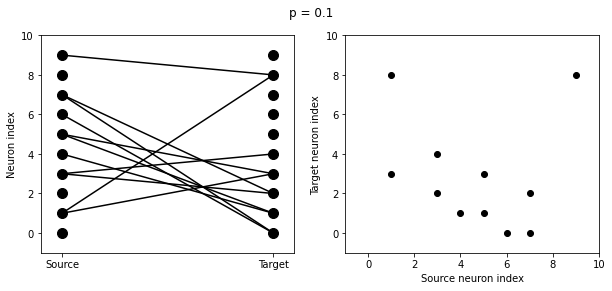 p = 0.1
Neuron index
10
8
6
4
2
0
Source
Target
Target neuron index
10
8
6
4
2
0
0 2 4 6 8 10
Source neuron index